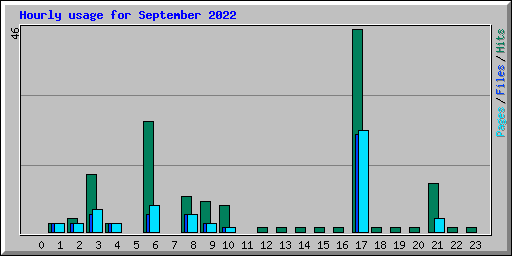 Hourly usage for September 2022
46
Pages/Files/Hits
0 1 2 3 4 5 6 7 8 9 10 11 12 13 14 15 16 17 18 19 20 21 22 23